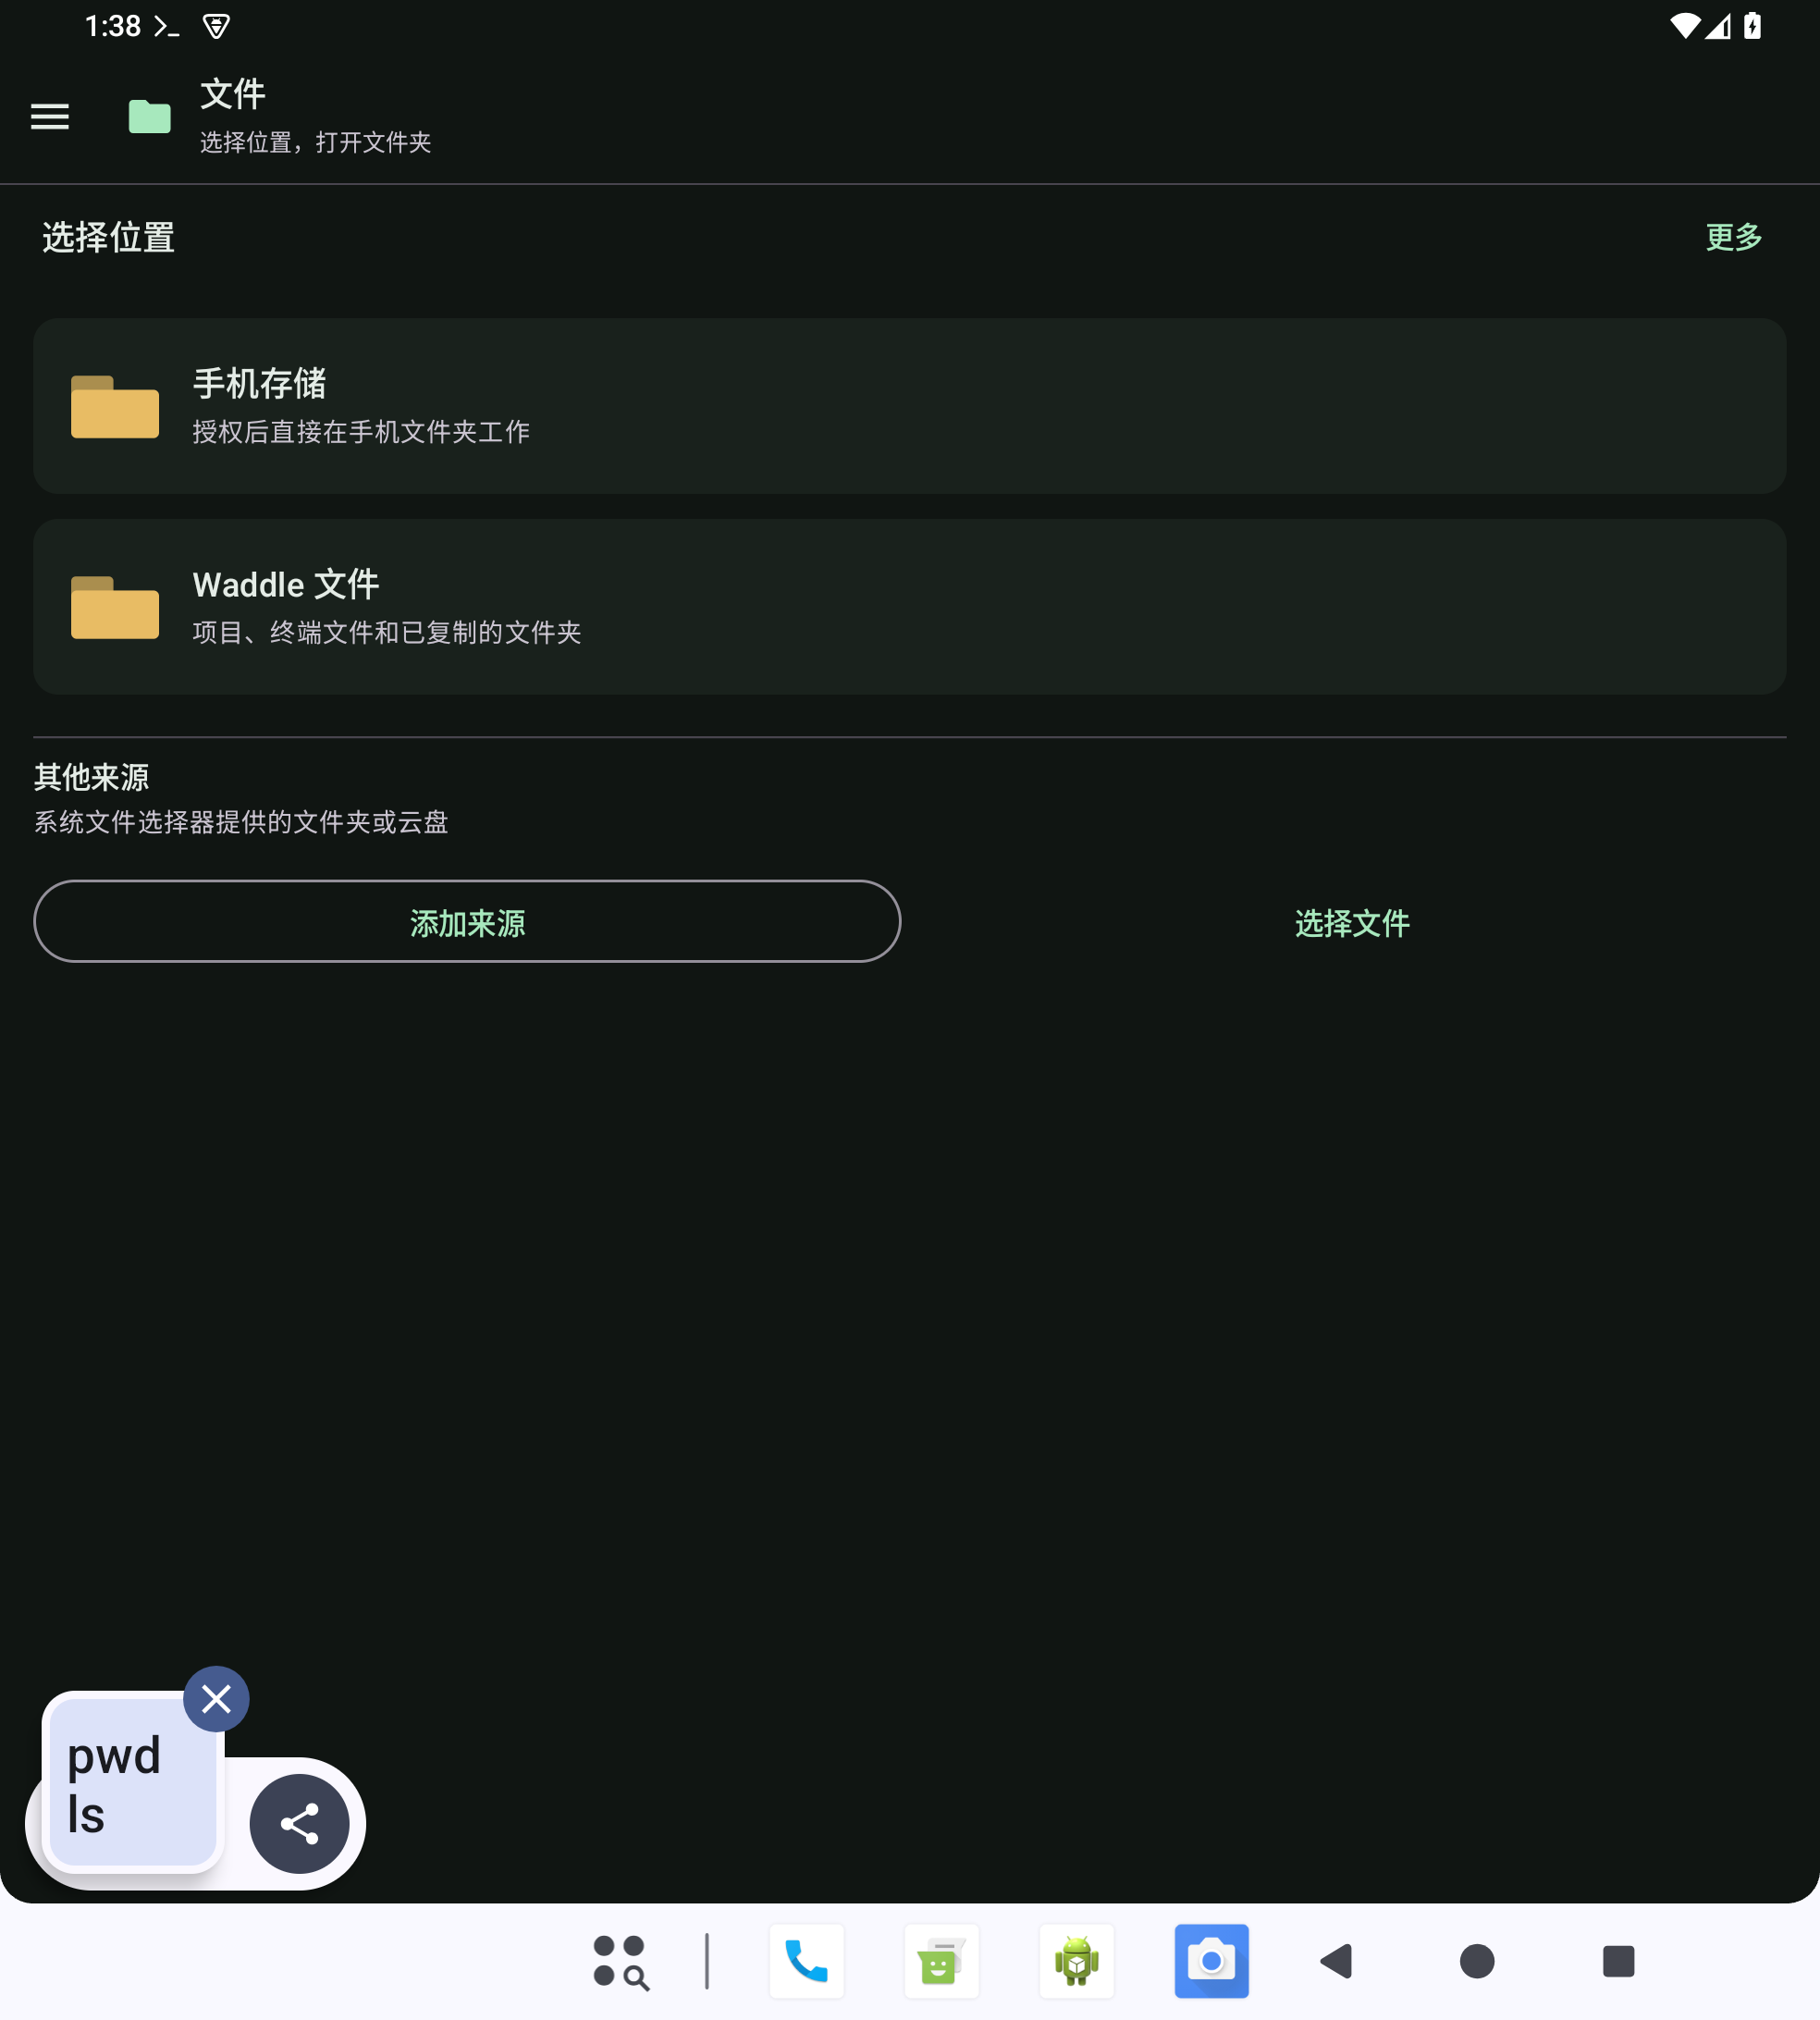 1:38
文件
选择位置，打开文件夹
选择位置
更多
手机存储
授权后直接在手机文件夹工作
Waddle 文件
项目、终端文件和已复制的文件夹
其他来源
系统文件选择器提供的文件夹或云盘
添加来源
选择文件
pwd
ls